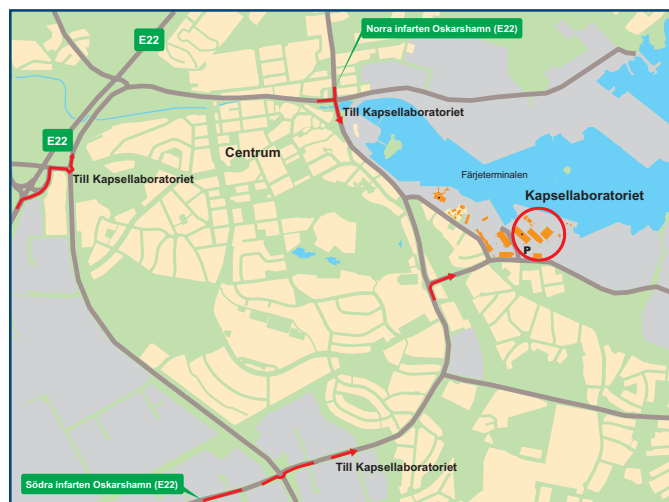 Norra infarten Oskarshamn (E22)
E22
Till Kapsellaboratoriet
E22
Centrum
Till Kapsellaboratoriet
Färjeterminalen
Kapsellaboratoriet
P
Till Kapsellaboratoriet
Södra infarten Oskarshamn (E22)